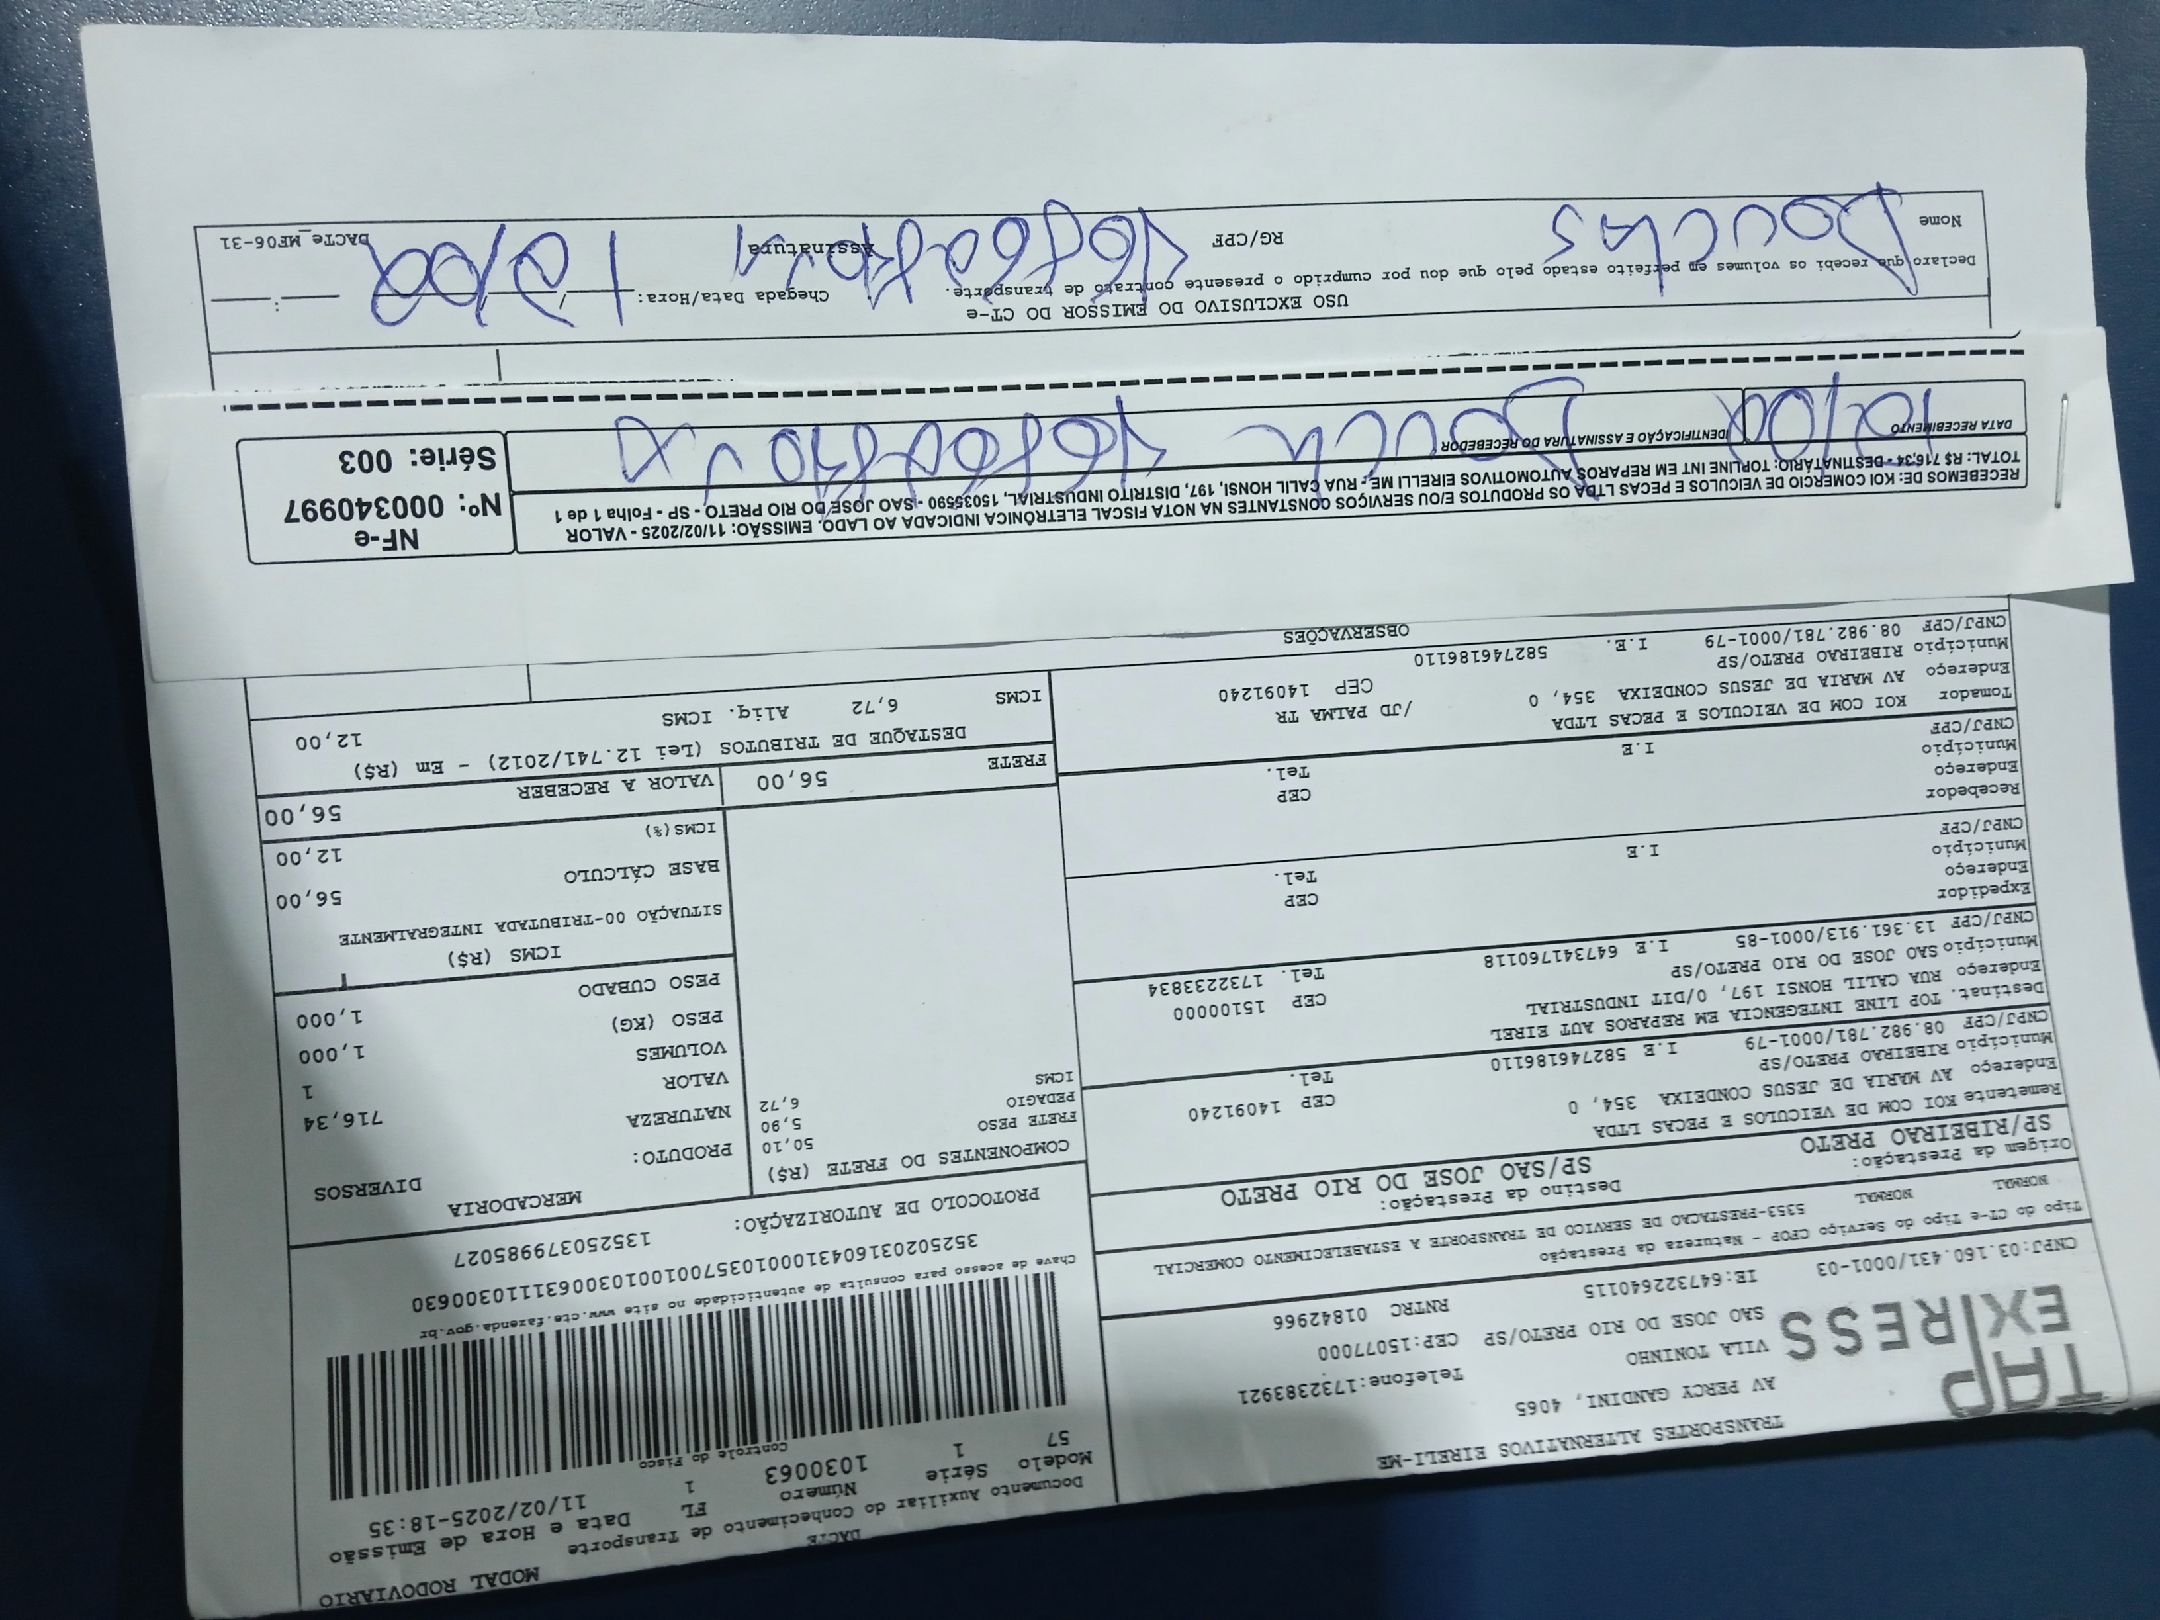 TAP
EXPRESS
TRANSPORTES ALTERNATIVOS EIRELI-ME
AV PERCY GANDINI, 4065
VILA TONINHO Telefone:1732383921
SAO JOSE DO RIO PRETO/SP CEP:15077000
CNPJ:03.160.431/0001-03 IE:647322640115 RNTRC 01842966
MODAL RODOVIÁRIO
DACTE
Documento Auxiliar do Conhecimento de Transporte
Modelo Série Número FL Data e Hora de Emissão
57 1 1030063 1 11/02/2025-18:35
Controle do Fisco
Chave de acesso para consulta de autenticidade no site www.cte.fazenda.gov.br
35250203160431000103570010010300631110300630
PROTOCOLO DE AUTORIZAÇÃO: 135250379985027
Tipo do CT-e Tipo do Serviço CFOP - Natureza da Prestação
NORMAL NORMAL 5353-PRESTACAO DE SERVICO DE TRANSPORTE A ESTABELECIMENTO COMERCIAL
Origem da Prestação: Destino da Prestação:
SP/RIBEIRAO PRETO SP/SAO JOSE DO RIO PRETO
Remetente KOI COM DE VEICULOS E PECAS LTDA
Endereço AV MARIA DE JESUS CONDEIXA 354, 0
Município RIBEIRAO PRETO/SP CEP 14091240
CNPJ/CPF 08.982.781/0001-79 I.E 582746186110 Tel.
Destinat. TOP LINE INTEGENCIA EM REPAROS AUT EIREL
Endereço RUA CALIL HONSI 197, 0/DIT INDUSTRIAL
Município SAO JOSE DO RIO PRETO/SP CEP 15100000
CNPJ/CPF 13.361.913/0001-85 I.E 647341760118 Tel. 1732233834
Expedidor
Endereço
Município CEP
CNPJ/CPF I.E Tel.
Recebedor
Endereço
Município CEP
CNPJ/CPF I.E Tel.
Tomador KOI COM DE VEICULOS E PECAS LTDA
Endereço AV MARIA DE JESUS CONDEIXA 354, 0 /JD PALMA TR
Município RIBEIRAO PRETO/SP CEP 14091240
CNPJ/CPF 08.982.781/0001-79 I.E. 582746186110
OBSERVAÇÕES
COMPONENTES DO FRETE (R$)
FRETE PESO 50,10
PEDAGIO 5,90
ICMS 6,72
MERCADORIA
PRODUTO: DIVERSOS
NATUREZA
VALOR 716,34
VOLUMES 1
PESO (KG) 1,000
PESO CUBADO 1,000
ICMS (R$)
SITUAÇÃO 00-TRIBUTADA INTEGRALMENTE
BASE CÁLCULO 56,00
ICMS(%) 12,00
FRETE 56,00 VALOR A RECEBER 56,00
DESTAQUE DE TRIBUTOS (Lei 12.741/2012) - Em (R$)
ICMS 6,72 Aliq. ICMS 12,00
RECEBEMOS DE: KOI COMERCIO DE VEICULOS E PECAS LTDA OS PRODUTOS E/OU SERVIÇOS CONSTANTES NA NOTA FISCAL ELETRÔNICA INDICADA AO LADO. EMISSÃO: 11/02/2025 - VALOR
TOTAL: R$ 716,34 - DESTINATÁRIO: TOPLINE INT EM REPAROS AUTOMOTIVOS EIRELLI ME - RUA CALIL HONSI, 197, DISTRITO INDUSTRIAL, 15035590 - SAO JOSE DO RIO PRETO - SP - Folha 1 de 1
DATA RECEBIMENTO IDENTIFICAÇÃO E ASSINATURA DO RECEBEDOR
NF-e
Nº: 000340997
Série: 003
USO EXCLUSIVO DO EMISSOR DO CT-e
Declaro que recebi os volumes em perfeito estado pelo que dou por cumprido o presente contrato de transporte.
Chegada Data/Hora: __/__/__ __:__
Nome DOUGLAS RG/CPF Assinatura
DACTe_MF06-31